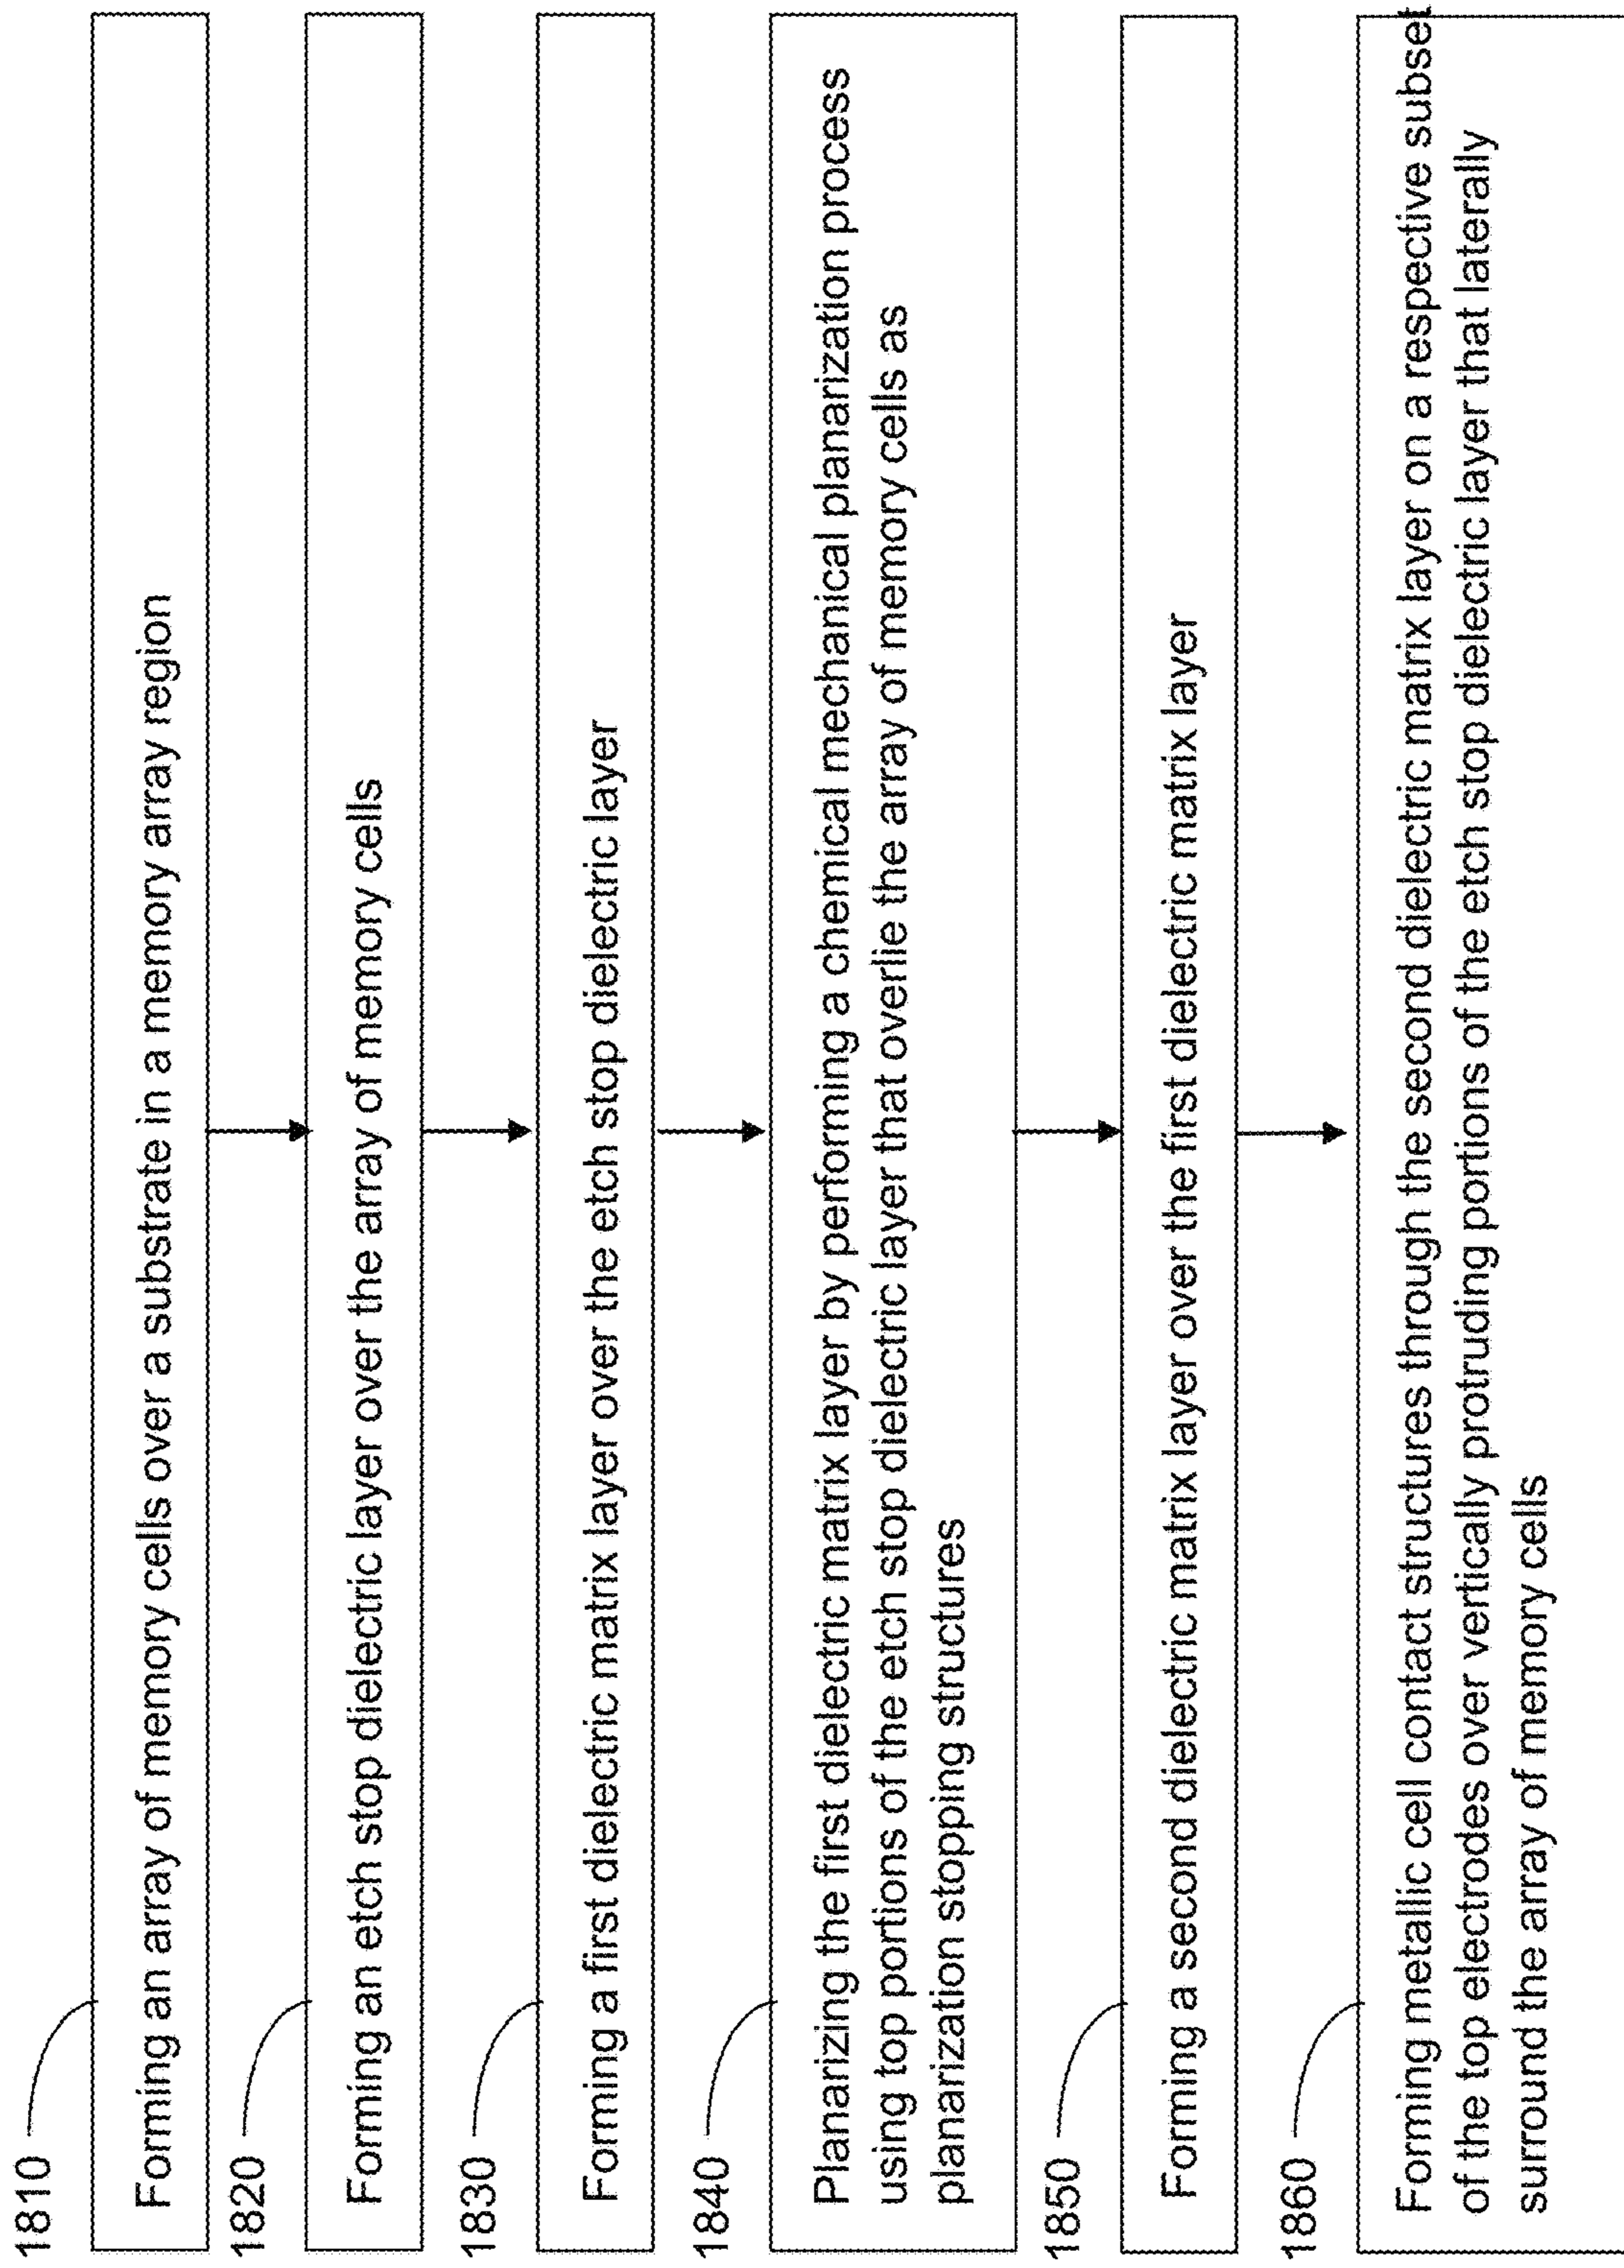 1810
Forming an array of memory cells over a substrate in a memory array region
1820
Forming an etch stop dielectric layer over the array of memory cells
1830
Forming a first dielectric matrix layer over the etch stop dielectric layer
1840
Planarizing the first dielectric matrix layer by performing a chemical mechanical planarization process
using top portions of the etch stop dielectric layer that overlie the array of memory cells as
planarization stopping structures
1850
Forming a second dielectric matrix layer over the first dielectric matrix layer
1860
Forming metallic cell contact structures through the second dielectric matrix layer on a respective subset
of the top electrodes over vertically protruding portions of the etch stop dielectric layer that laterally
surround the array of memory cells